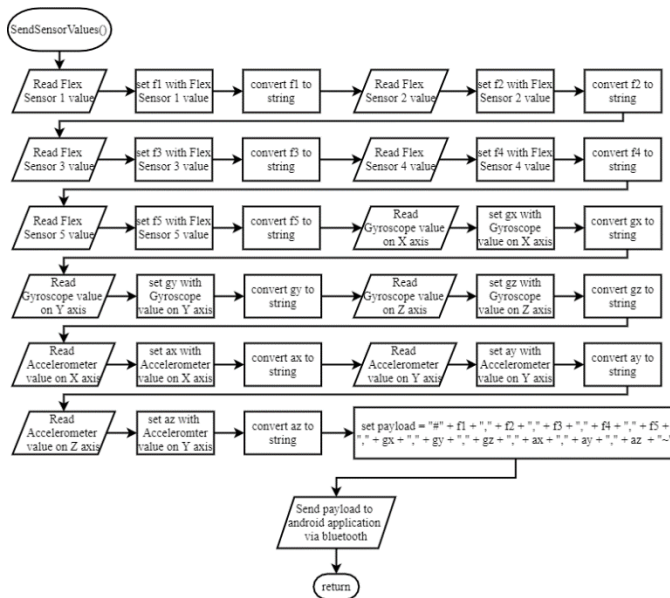 SendSensorValues()
Read Flex
Sensor 1 value
set f1 with Flex
Sensor 1 value
convert f1 to
string
Read Flex
Sensor 2 value
set f2 with Flex
Sensor 2 value
convert f2 to
string
Read Flex
Sensor 3 value
set f3 with Flex
Sensor 3 value
convert f3 to
string
Read Flex
Sensor 4 value
set f4 with Flex
Sensor 4 value
convert f4 to
string
Read Flex
Sensor 5 value
set f5 with Flex
Sensor 5 value
convert f5 to
string
Read
Gyroscope value
on X axis
set gx with
Gyroscope
value on X axis
convert gx to
string
Read
Gyroscope value
on Y axis
set gy with
Gyroscope
value on Y axis
convert gy to
string
Read
Gyroscope value
on Z axis
set gz with
Gyroscope
value on Z axis
convert gz to
string
Read
Accelerometer
value on X axis
set ax with
Accelerometer
value on X axis
convert ax to
string
Read
Accelerometer
value on Y axis
set ay with
Accelerometer
value on Y axis
convert ay to
string
Read
Accelerometer
value on Z axis
set az with
Acceleromter
value on Y axis
convert az to
string
set payload = "#" + f1 + "," + f2 + "," + f3 + "," + f4 + "," + f5 +
"," + gx + "," + gy + "," + gz + "," + ax + "," + ay + "," + az + "~"
Send payload to
android application
via bluetooth
return